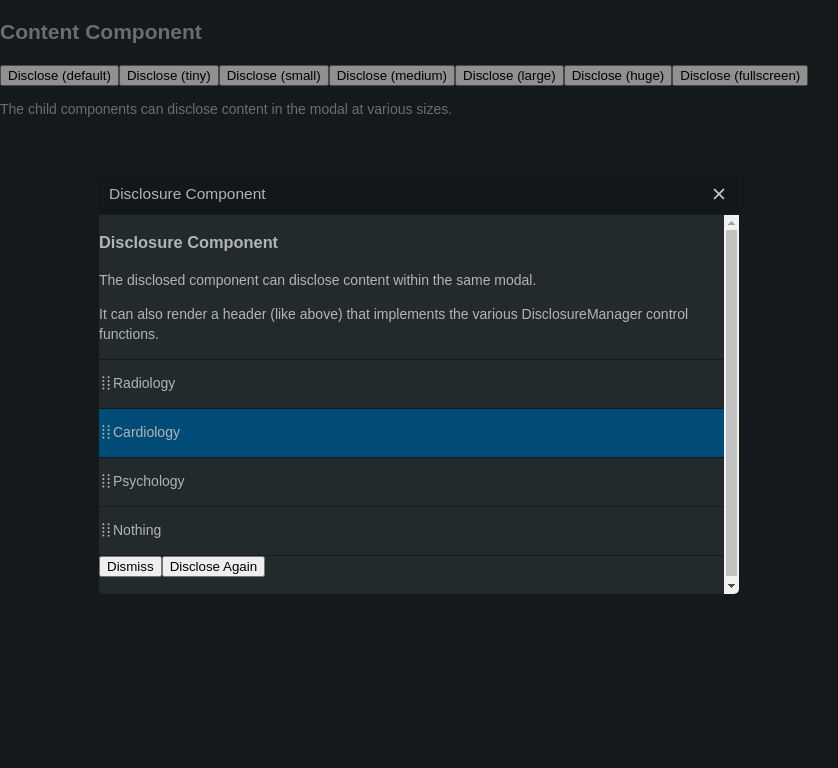 Content Component
Disclose (default) Disclose (tiny) Disclose (small) Disclose (medium) Disclose (large) Disclose (huge) Disclose (fullscreen)
The child components can disclose content in the modal at various sizes.
Disclosure Component
Disclosure Component
The disclosed component can disclose content within the same modal.
It can also render a header (like above) that implements the various DisclosureManager control
functions.
Radiology
Cardiology
Psychology
Nothing
Dismiss Disclose Again